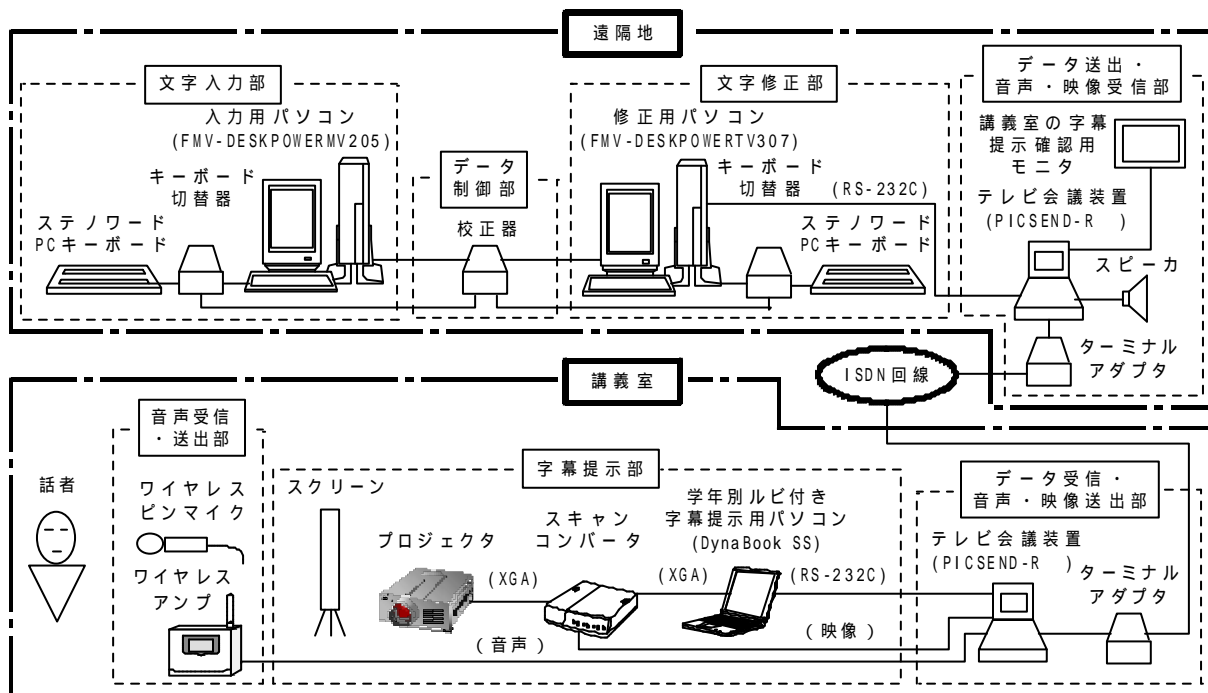 遠隔地
文字入力部
入力用パソコン
(FMV-DESKPOWERMV205)
キーボード
切替器
ステノワード
PCキーボード
データ
制御部
校正器
文字修正部
修正用パソコン
(FMV-DESKPOWERTV307)
キーボード
切替器
(RS-232C)
ステノワード
PCキーボード
データ送出・
音声・映像受信部
講義室の字幕
提示確認用
モニタ
テレビ会議装置
(PICSEND-R )
スピーカ
ターミナル
アダプタ
ISDN回線
講義室
話者
音声受信
・送出部
ワイヤレス
ピンマイク
ワイヤレス
アンプ
字幕提示部
スクリーン
プロジェクタ
(XGA)
スキャン
コンバータ
学年別ルビ付き
字幕提示用パソコン
(DynaBook SS)
(XGA)
(RS-232C)
(音声)
(映像)
データ受信・
音声・映像送出部
テレビ会議装置
(PICSEND-R )
ターミナル
アダプタ